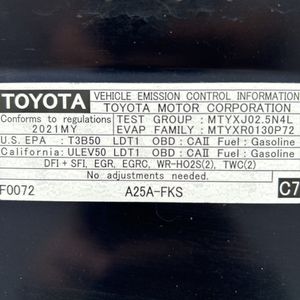 TOYOTA VEHICLE EMISSION CONTROL INFORMATION
TOYOTA MOTOR CORPORATION
Conforms to regulations TEST GROUP : MTYXJ02.5N4L
2021MY EVAP FAMILY : MTYXR0130P72
U.S. EPA : T3B50 LDT1 OBD : CAII Fuel : Gasoline
California: ULEV50 LDT1 OBD : CAII Fuel : Gasoline
DFI + SFI, EGR, EGRC, WR-HO2S(2), TWC(2)
No adjustments needed.
F0072 A25A-FKS C7